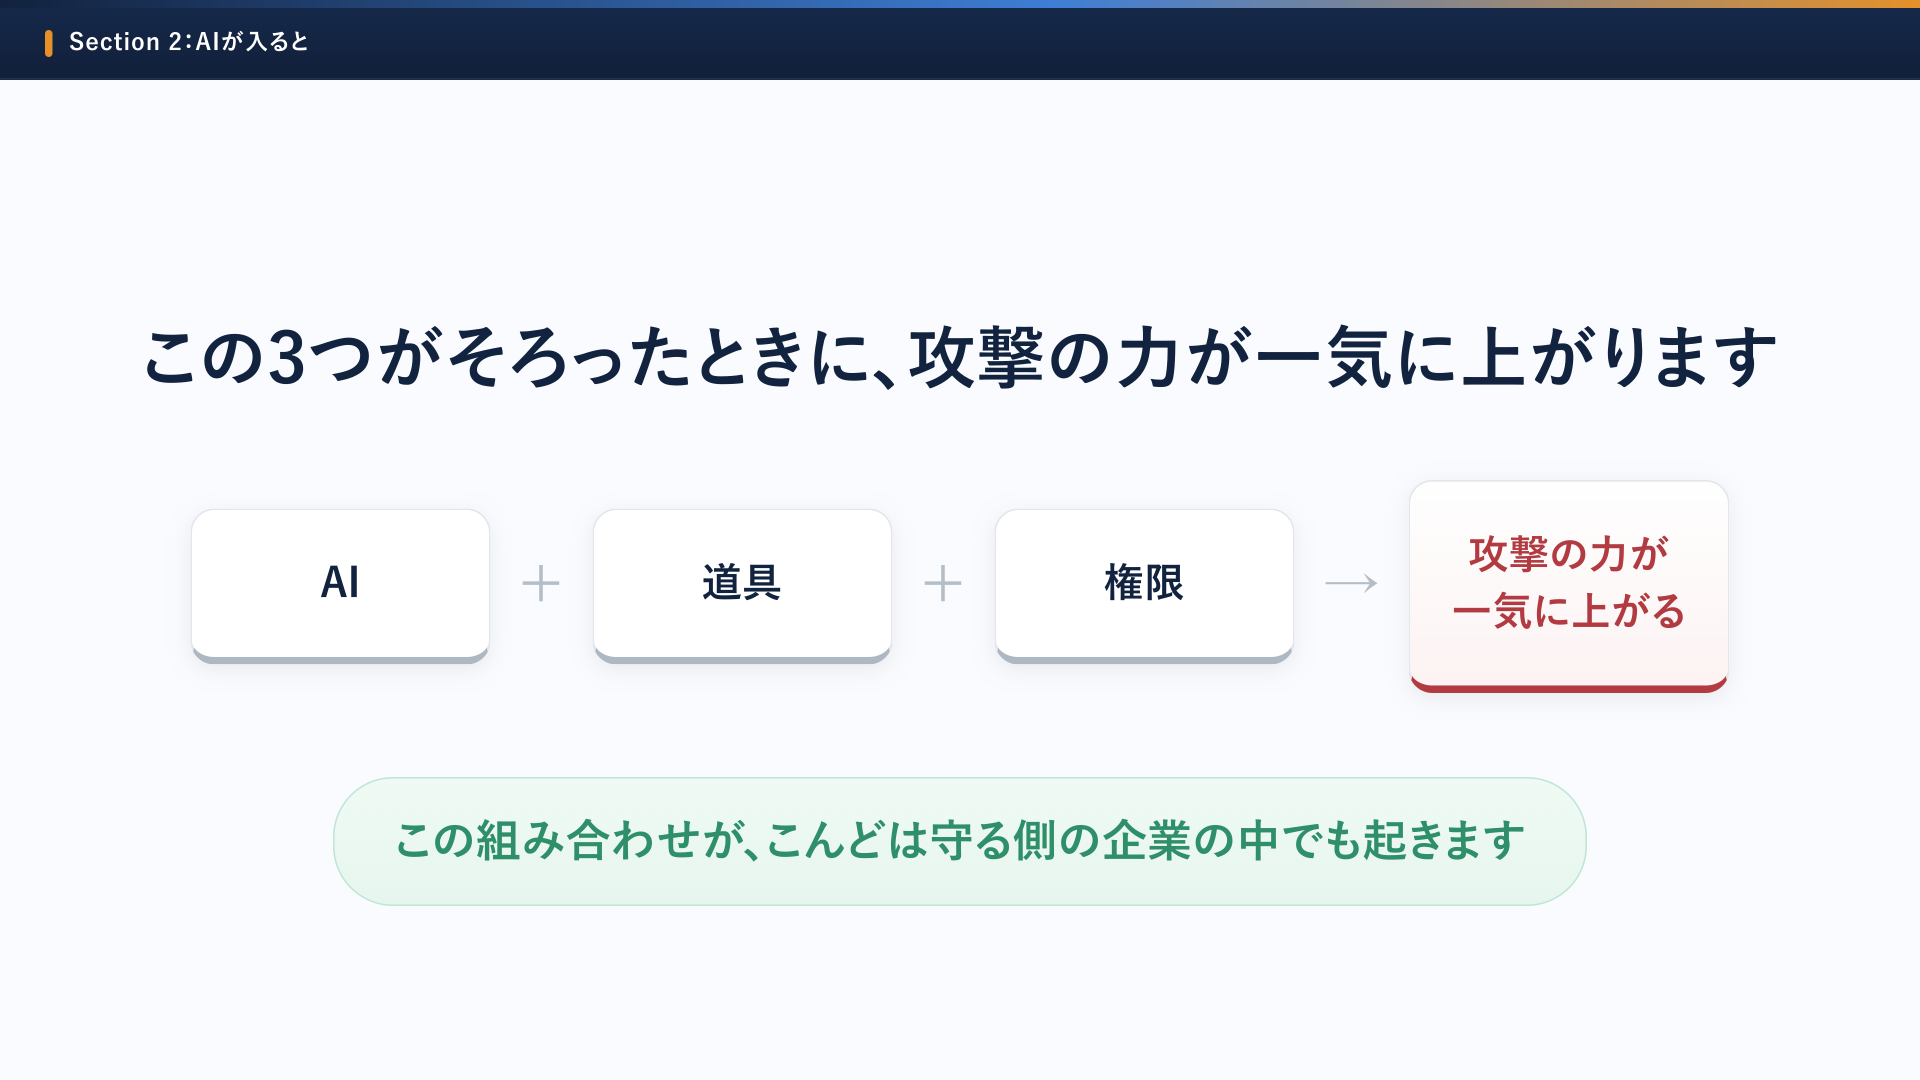 Section 2：AIが入ると
この3つがそろったときに、攻撃の力が一気に上がります
AI
＋
道具
＋
権限
→
攻撃の力が
一気に上がる
この組み合わせが、こんどは守る側の企業の中でも起きます